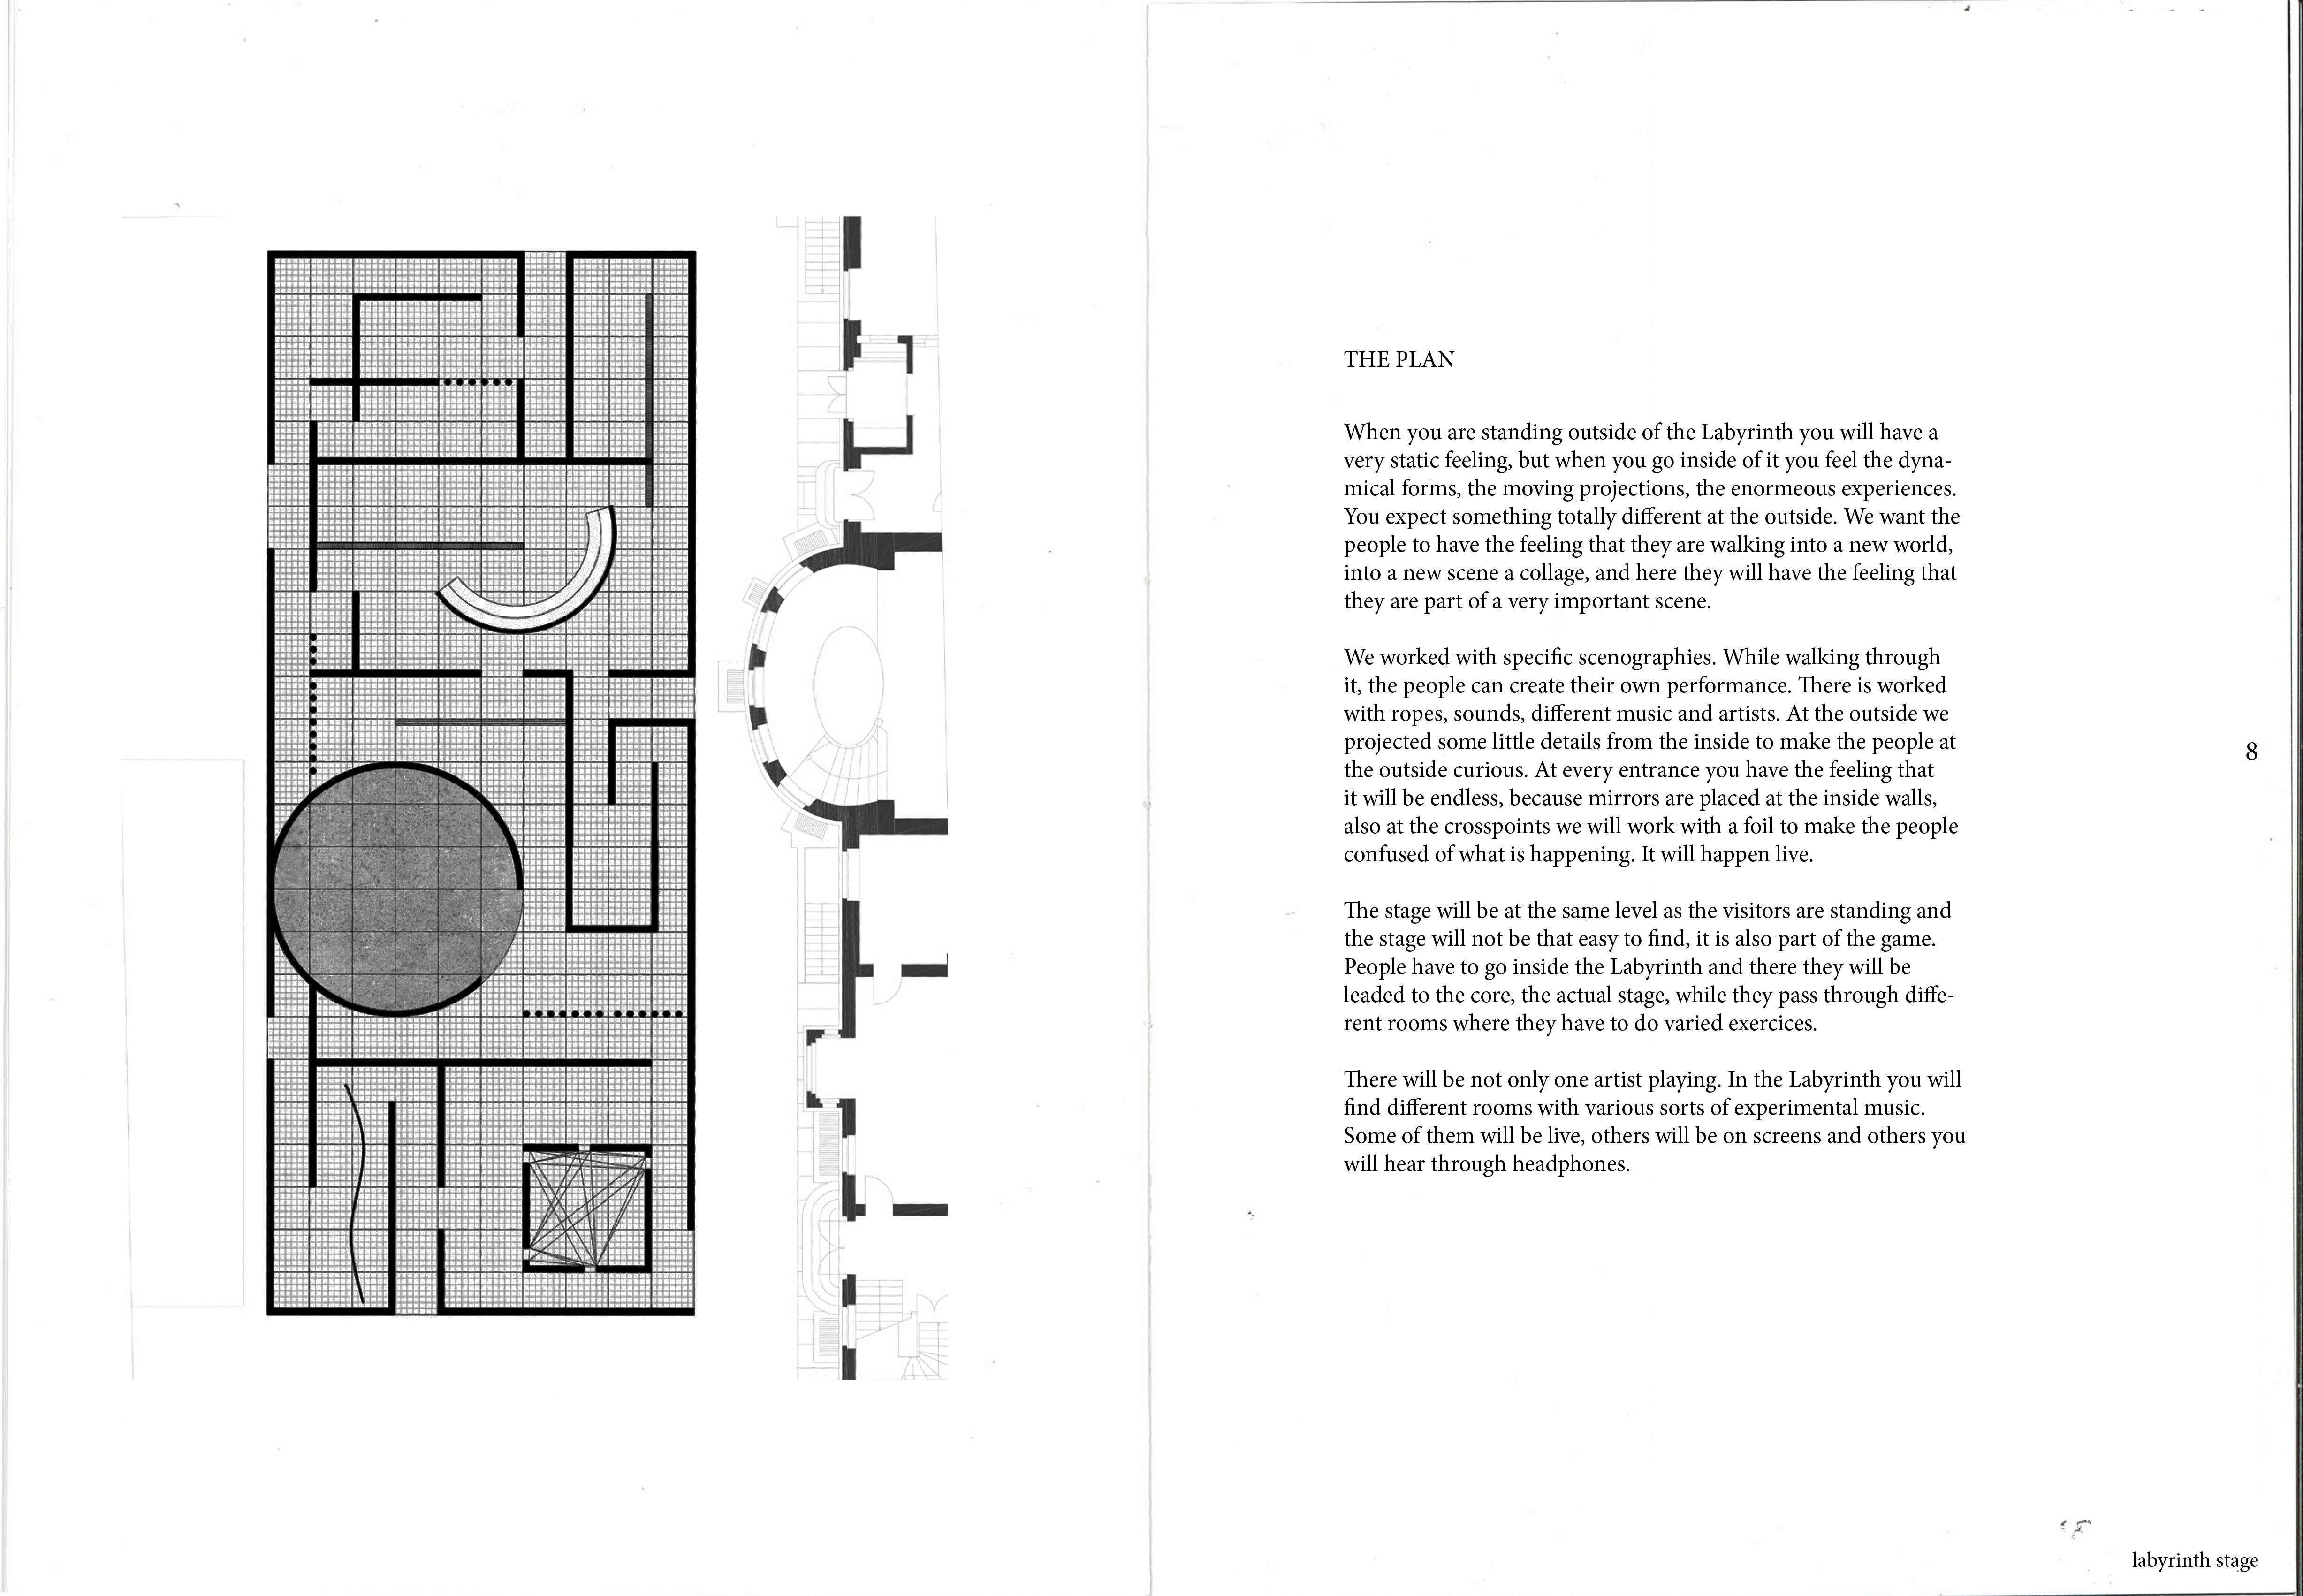 THE PLAN
When you are standing outside of the Labyrinth you will have a
very static feeling, but when you go inside of it you feel the dyna-
mical forms, the moving projections, the enormeous experiences.
You expect something totally different at the outside. We want the
people to have the feeling that they are walking into a new world,
into a new scene a collage, and here they will have the feeling that
they are part of a very important scene.
We worked with specific scenographies. While walking through
it, the people can create their own performance. There is worked
with ropes, sounds, different music and artists. At the outside we
projected some little details from the inside to make the people at
the outside curious. At every entrance you have the feeling that
it will be endless, because mirrors are placed at the inside walls,
also at the crosspoints we will work with a foil to make the people
confused of what is happening. It will happen live.
The stage will be at the same level as the visitors are standing and
the stage will not be that easy to find, it is also part of the game.
People have to go inside the Labyrinth and there they will be
leaded to the core, the actual stage, while they pass through diffe-
rent rooms where they have to do varied exercices.
There will be not only one artist playing. In the Labyrinth you will
find different rooms with various sorts of experimental music.
Some of them will be live, others will be on screens and others you
will hear through headphones.
8
labyrinth stage